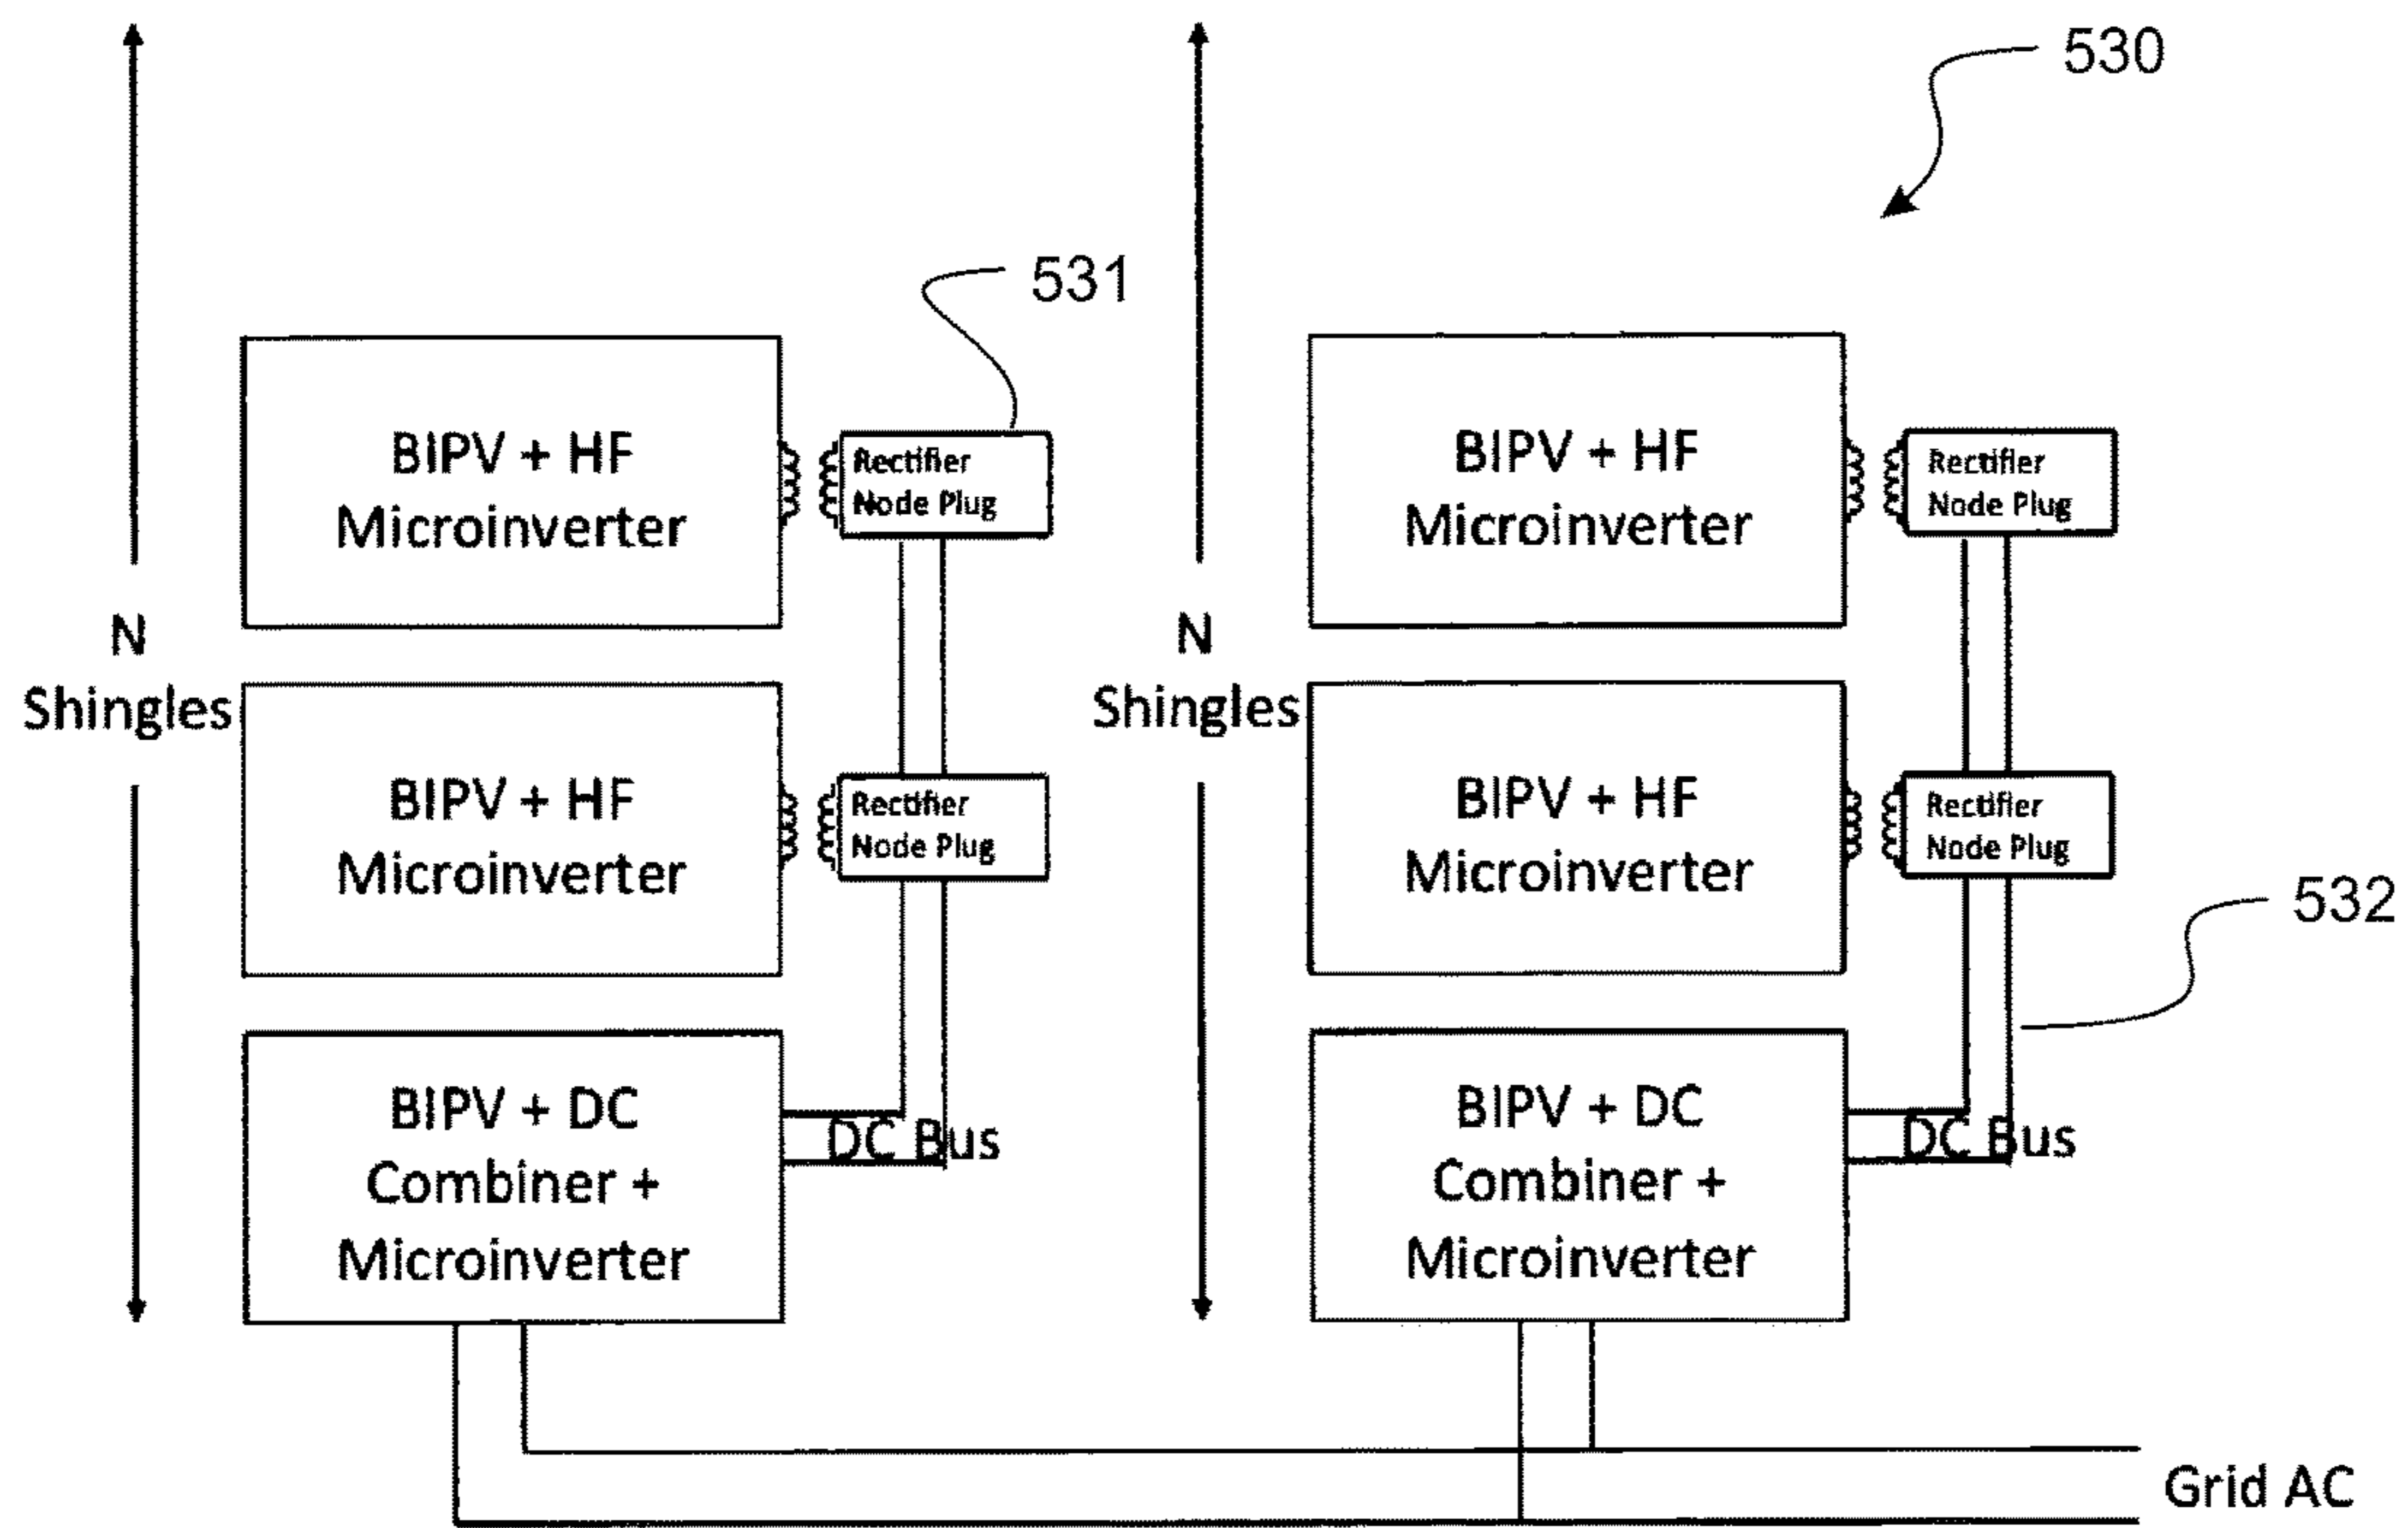 530
531
BIPV + HF
Microinverter
Rectifier
Node Plug
BIPV + HF
Microinverter
Rectifier
Node Plug
N
Shingles
N
Shingles
BIPV + HF
Microinverter
Rectifier
Node Plug
BIPV + HF
Microinverter
Rectifier
Node Plug
532
BIPV + DC
Combiner +
Microinverter
DC Bus
BIPV + DC
Combiner +
Microinverter
DC Bus
Grid AC